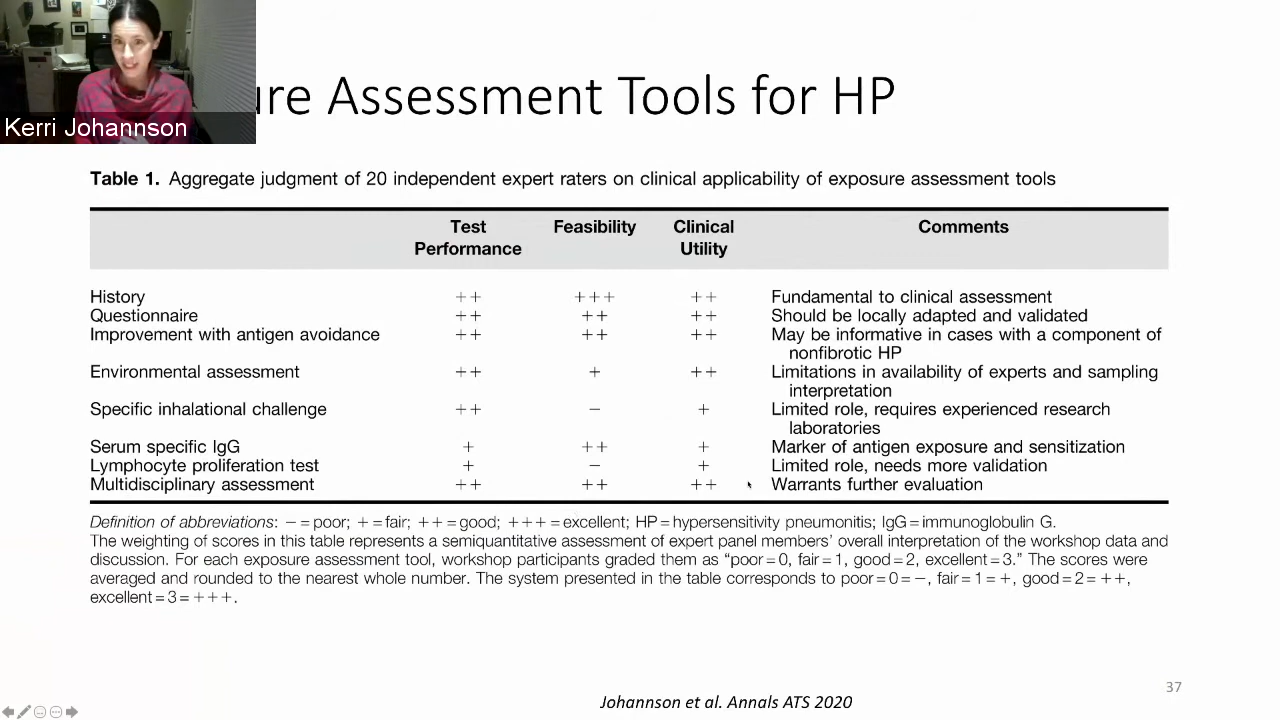 ure Assessment Tools for HP
Kerri Johannson
Table 1. Aggregate judgment of 20 independent expert raters on clinical applicability of exposure assessment tools
Test Performance Feasibility Clinical Utility Comments
History ++ +++ ++ Fundamental to clinical assessment
Questionnaire ++ ++ ++ Should be locally adapted and validated
Improvement with antigen avoidance ++ ++ ++ May be informative in cases with a component of
nonfibrotic HP
Environmental assessment ++ + ++ Limitations in availability of experts and sampling
interpretation
Specific inhalational challenge ++ − + Limited role, requires experienced research
laboratories
Serum specific IgG + ++ + Marker of antigen exposure and sensitization
Lymphocyte proliferation test + − + Limited role, needs more validation
Multidisciplinary assessment ++ ++ ++ Warrants further evaluation
Definition of abbreviations: − = poor; + = fair; ++ = good; +++ = excellent; HP = hypersensitivity pneumonitis; IgG = immunoglobulin G.
The weighting of scores in this table represents a semiquantitative assessment of expert panel members’ overall interpretation of the workshop data and
discussion. For each exposure assessment tool, workshop participants graded them as “poor = 0, fair = 1, good = 2, excellent = 3.” The scores were
averaged and rounded to the nearest whole number. The system presented in the table corresponds to poor = 0 = −, fair = 1 = +, good = 2 = ++,
excellent = 3 = +++.
Johannson et al. Annals ATS 2020
37